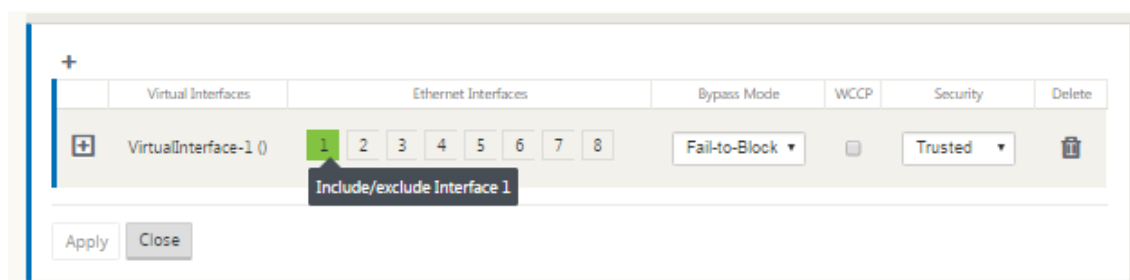 +
Virtual Interfaces Ethernet Interfaces Bypass Mode WCCP Security Delete
+ VirtualInterface-1 () 1 2 3 4 5 6 7 8 Fail-to-Block Trusted
Include/exclude Interface 1
Apply Close